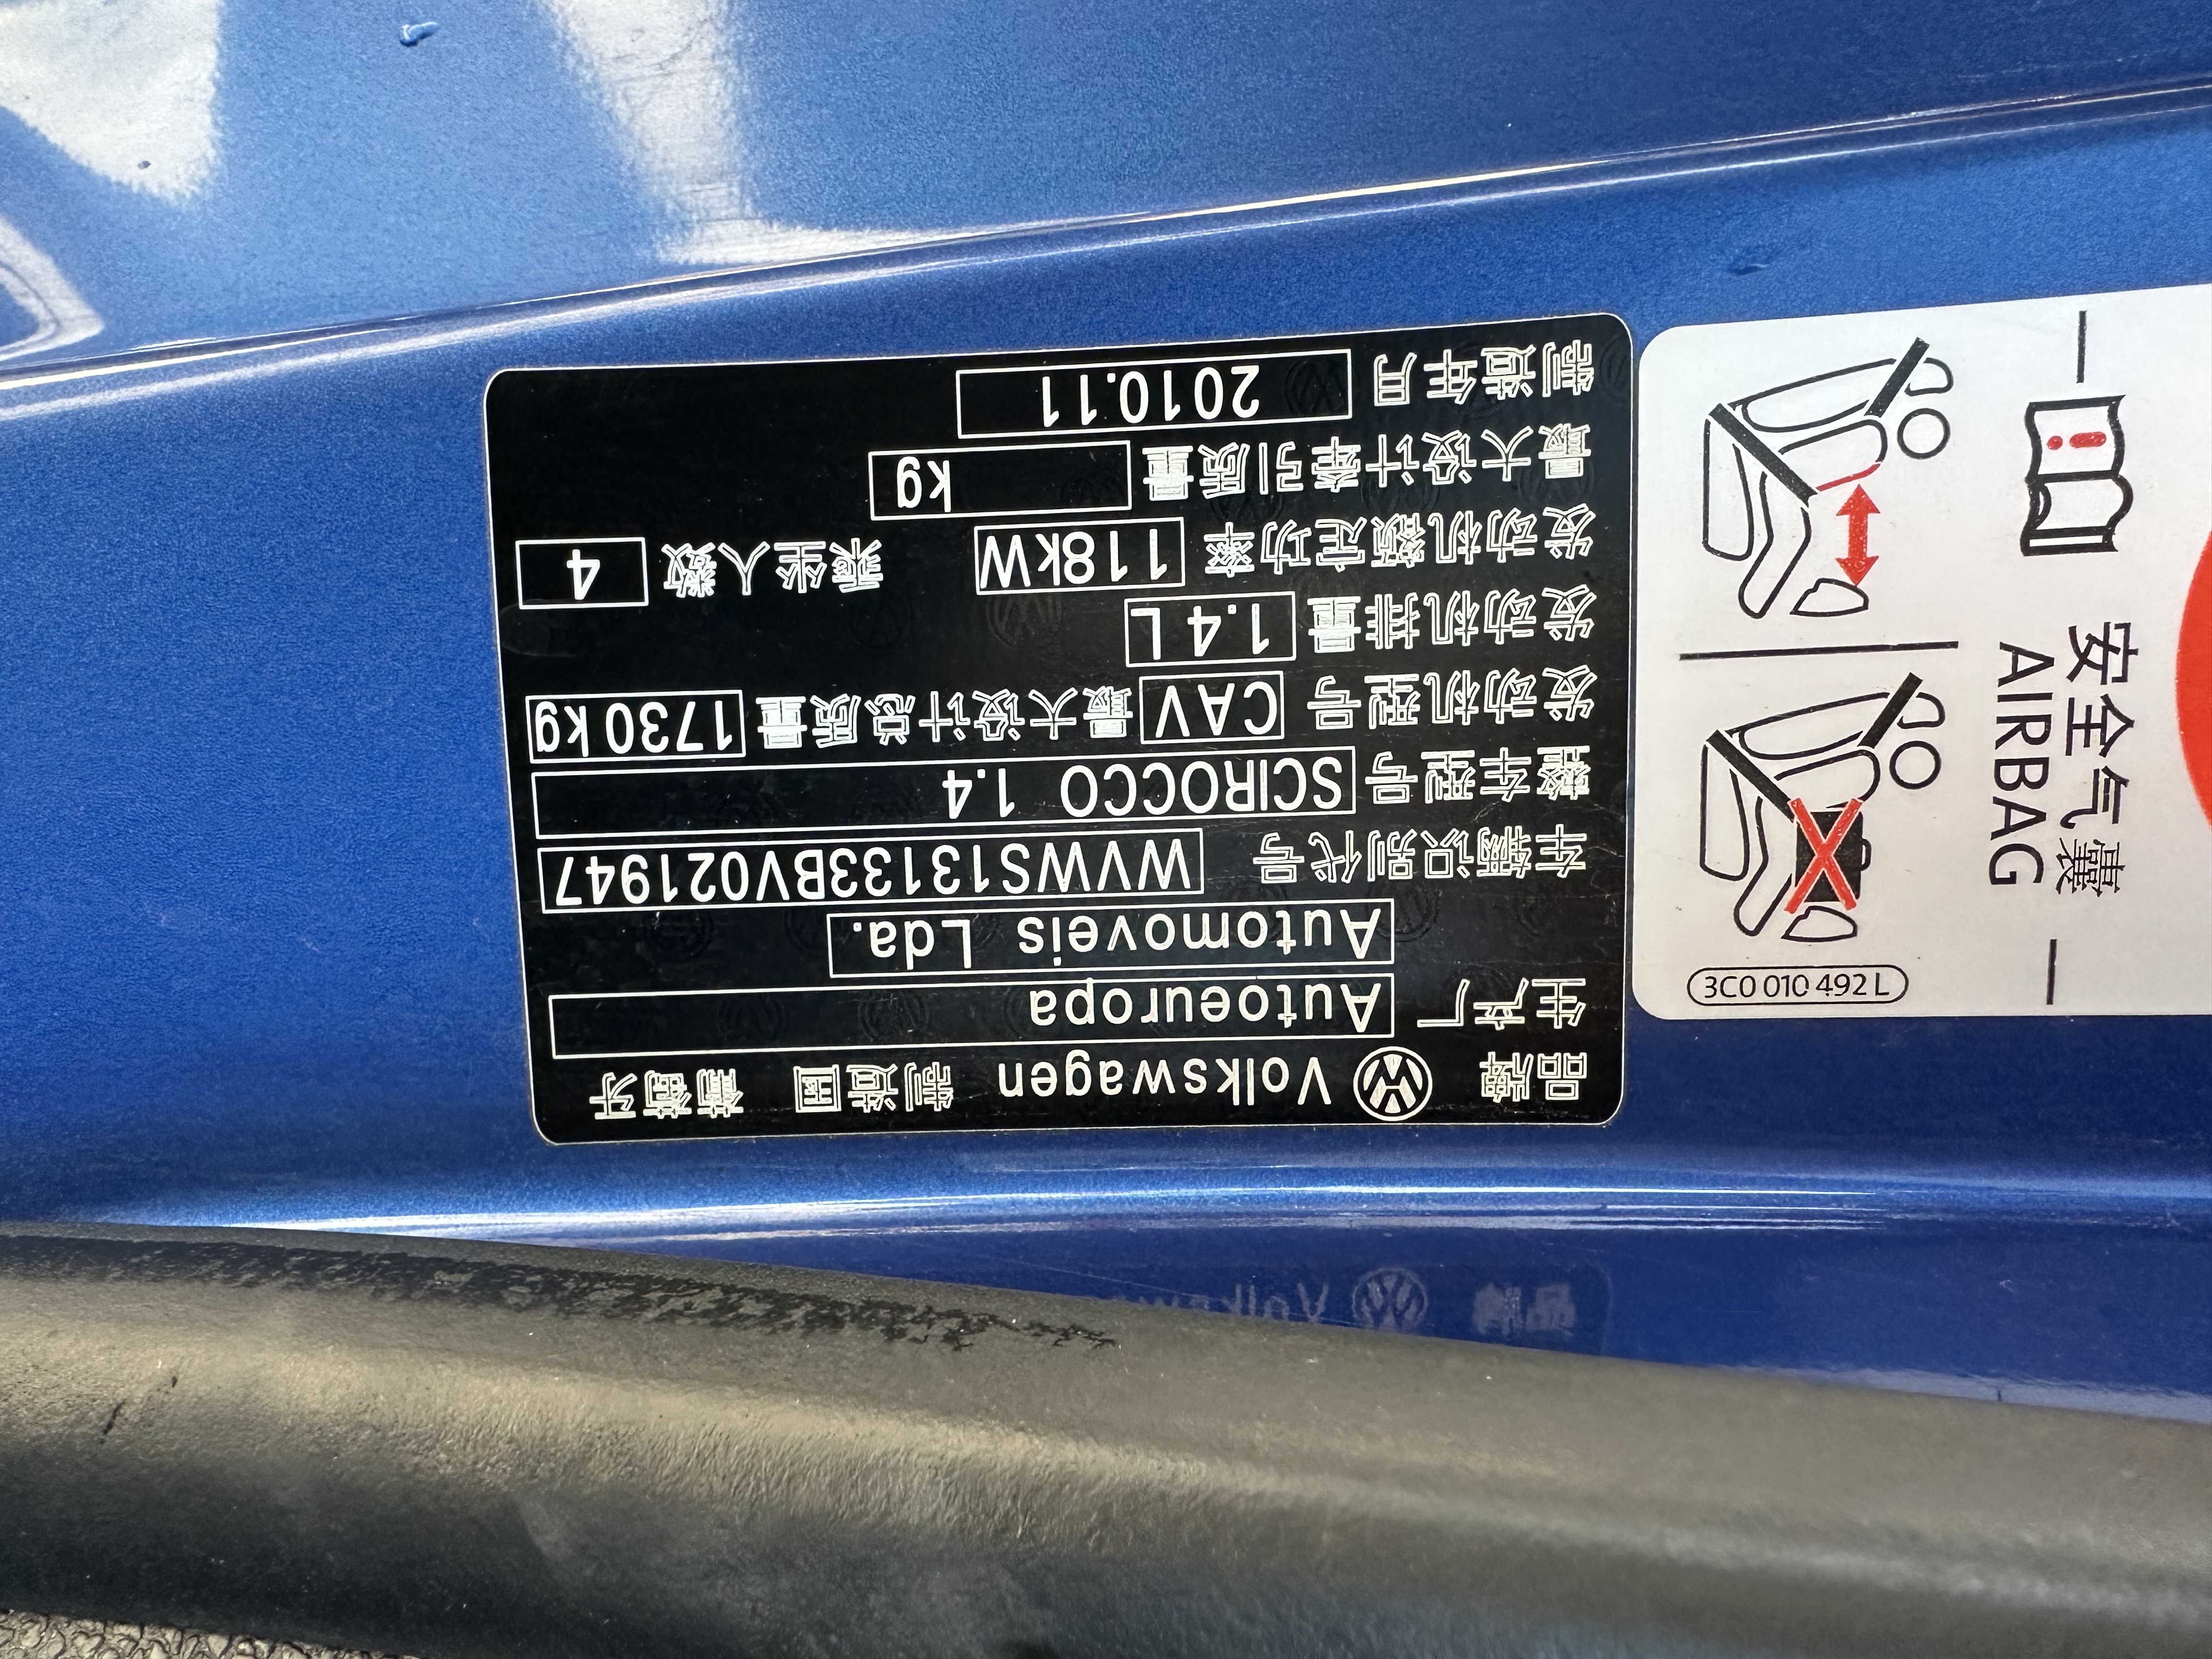 品牌 Volkswagen 制造国 葡萄牙
生产厂 Autoeuropa
Automoveis Lda.
车辆识别代号 WVWS13133BV021947
整车型号 SCIROCCO 1.4
发动机型号 CAV 最大设计总质量 1730kg
发动机排量 1.4 L
发动机额定功率 118kW 乘坐人数 4
最大设计牵引质量 kg
制造年月 2010.11
安全气囊
AIRBAG
3C0 010 492 L